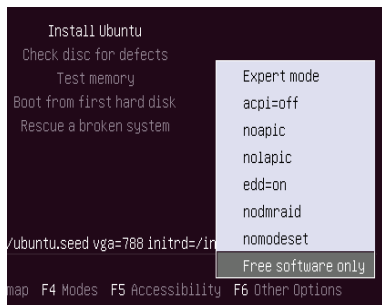 Install Ubuntu
Check disc for defects
Test memory
Boot from first hard disk
Rescue a broken system
Expert mode
acpi=off
noapic
nolapic
edd=on
nodmraid
nomodeset
Free software only
/ubuntu.seed vga=788 initrd=/in
map F4 Modes F5 Accessibility F6 Other Options